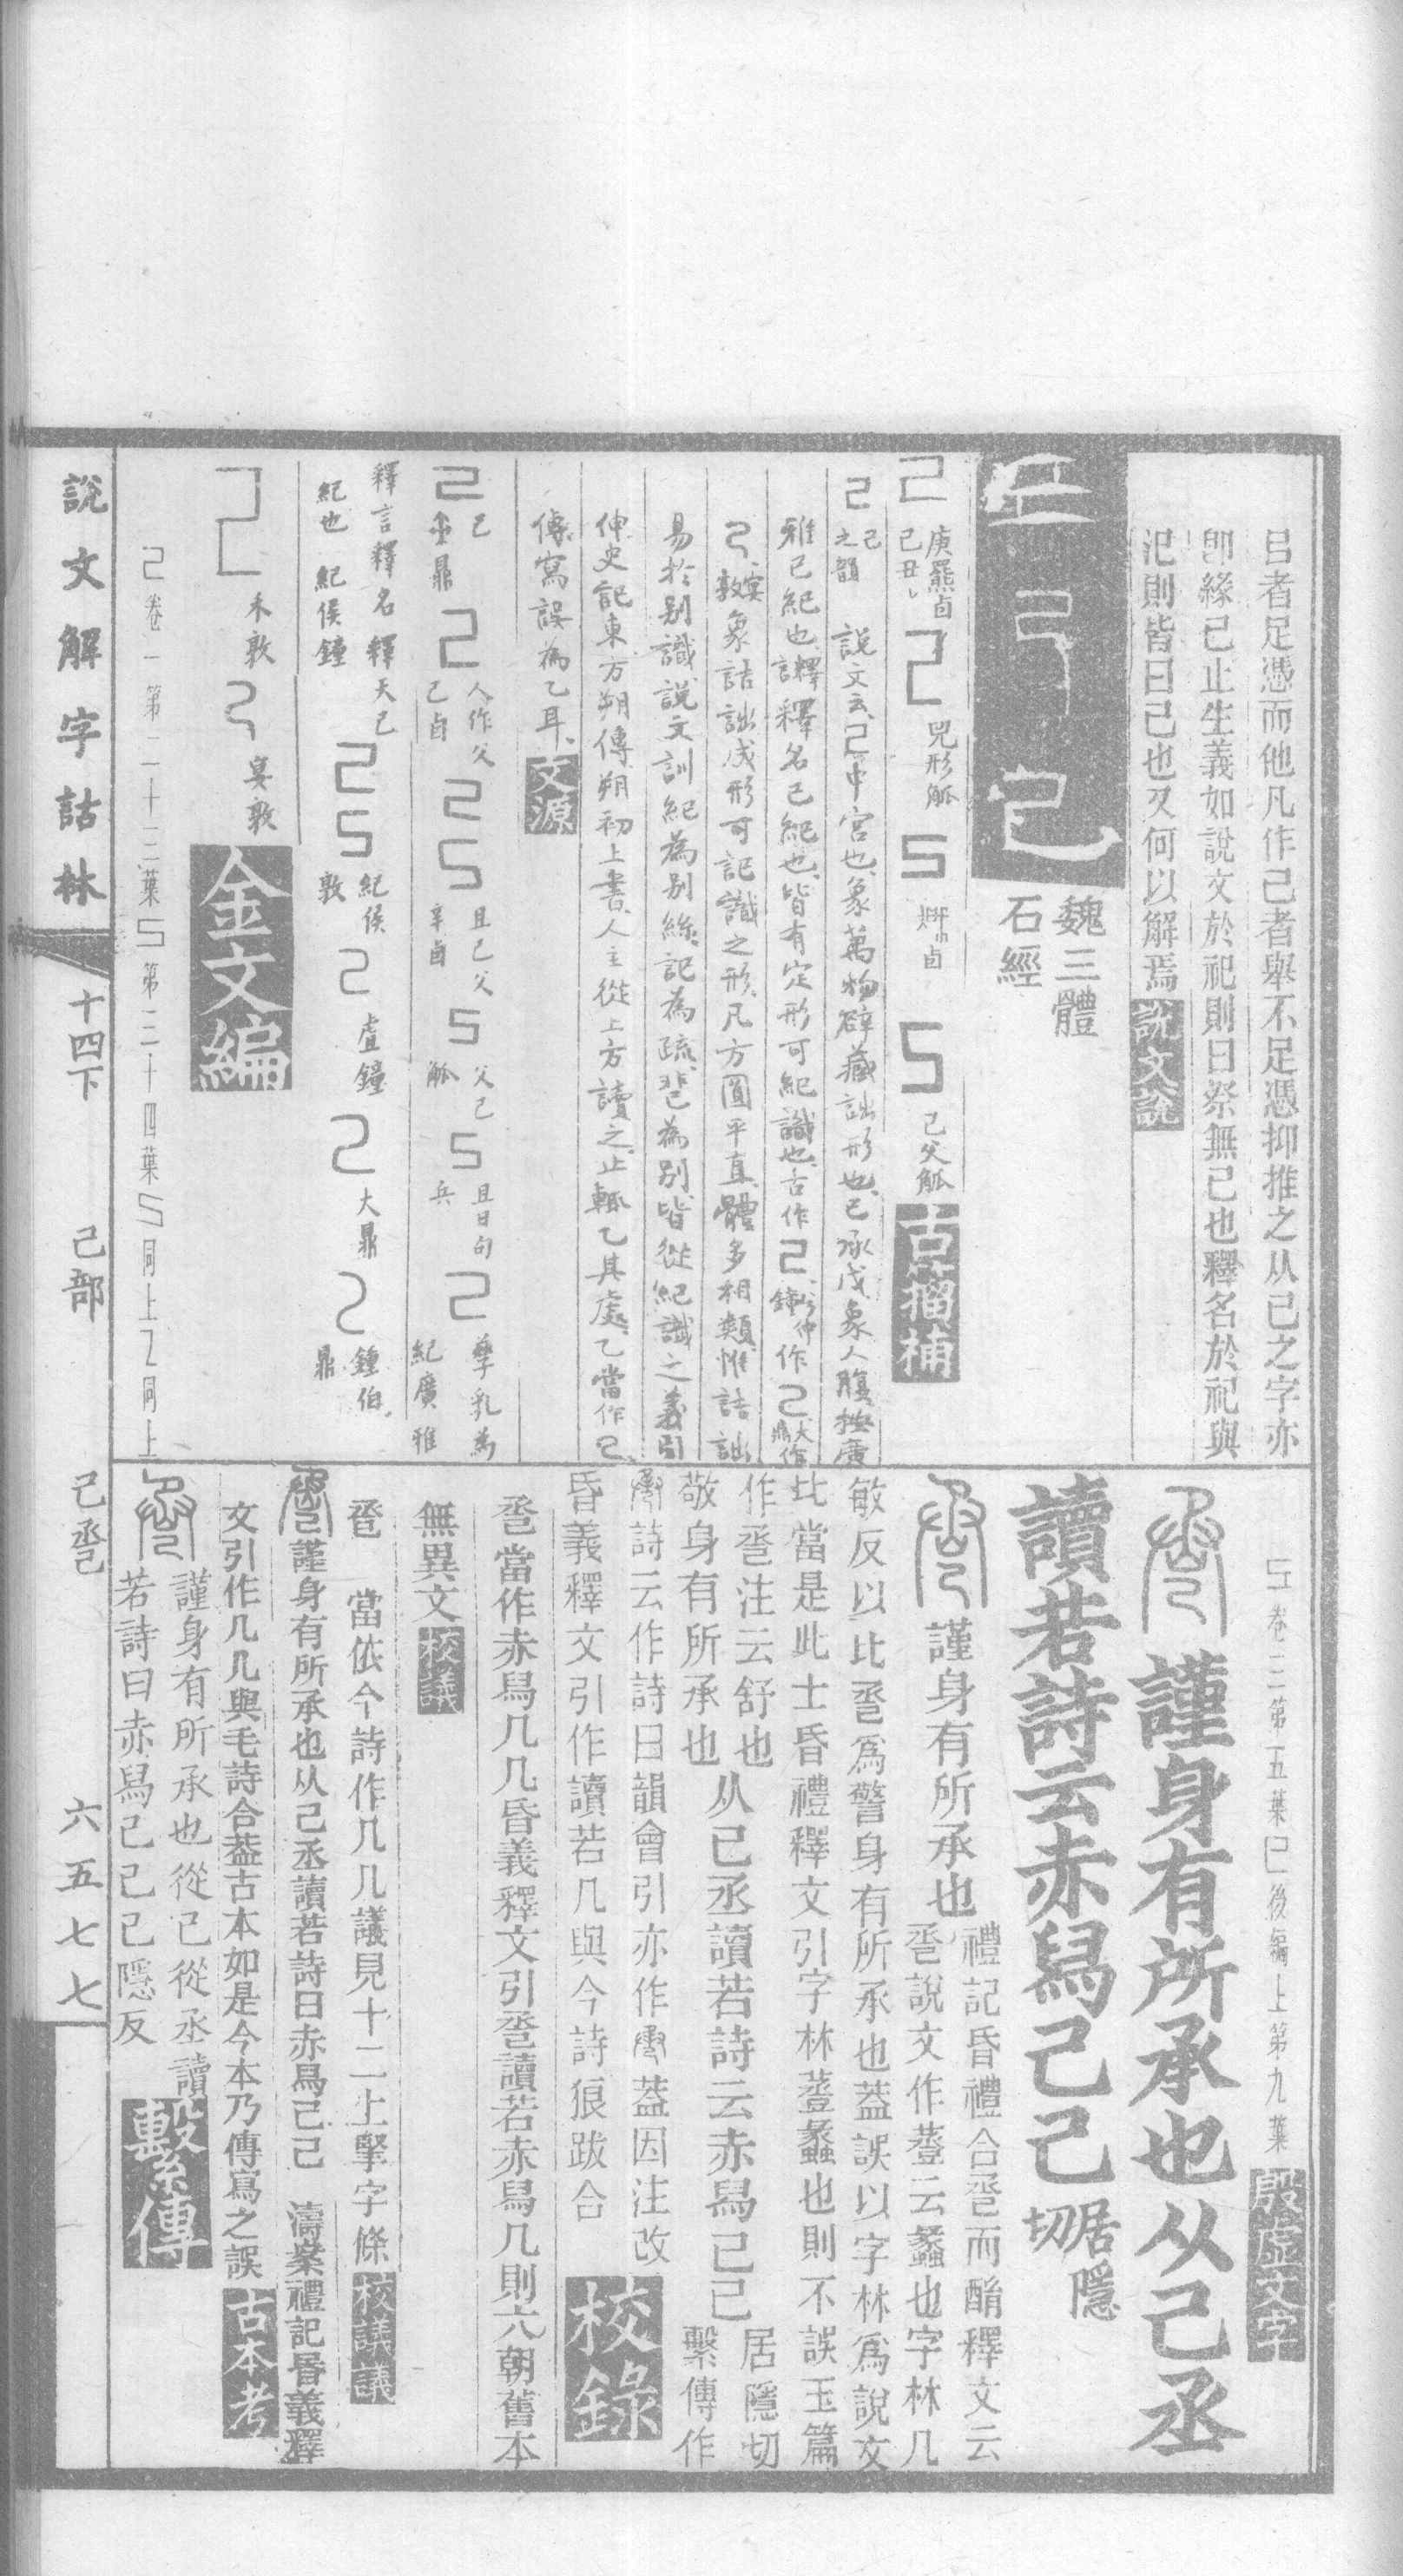 㠯者足憑而他凡作己者舉不足憑抑推之从己之字亦
即緣己止生義如說文於祀則曰祭無已也釋名於祀與
汜則皆曰已也又何以解焉 說文說
魏三體
石經
庚羆卣
己丑
兕形觚
卣
己父觚
古籀補
己
之韻
說文云己中宮也象萬物辟藏詘形也己承戊象人腹按廣
雅己紀也釋言釋名己紀也皆有定形可紀識也古作己
鐘
作己
大作
鼎
宴
敦
象詰詘成形可記識之形凡方圓平直體多相類惟詰詘
易於別識說文訓紀為別絲記為疏㠱為別皆從紀識之義引
伸史記東方朔傳朔初上書人主從上方讀之止輒乙其處乙當作己
傳寫誤為乙耳 文源
己
鼎
人作父
己卣
且己父
辛卣
父己
觚
且日句
兵
孳乳為
紀廣雅
釋言釋名釋天己
紀也 紀侯鐘
紀侯
敦
虘鐘
大鼎
鐘伯
鼎
禾敦
宴敦
金文編
卷一第二十三葉
第三十四葉
同上
同上
卷二第五葉
後編上第九葉 殷虛文字
謹身有所承也从己丞
讀若詩云赤舄己己 居隱切
謹身有所承也
禮記昏禮合巹而酳釋文云
巹說文作𧯷云蠡也字林几
敏反以此巹爲警身有所承也蓋誤以字林爲說文
比當是此士昏禮釋文引字林𧯷蠡也則不誤玉篇
作巹注云舒也
敬身有所承也
从己丞讀若詩云赤舄己己
居隱切
繫傳作
詩云作詩曰韻會引亦作 蓋因注改
昏義釋文引作讀若几與今詩狼跋合 校錄
巹當作赤舄几几昏義釋文引巹讀若赤舄几則六朝舊本
無異文 校議
巹 當依今詩作几几議見十二上掔字條 校議議
謹身有所承也从己丞讀若詩曰赤舄己己 濤案禮記昏義釋
文引作几几與毛詩合葢古本如是今本乃傳寫之誤 古本考
謹身有所承也從己從丞讀
若詩曰赤舄己己 己隱反
繫傳
說文解字詁林 十四下 己部 己巹 六五七七